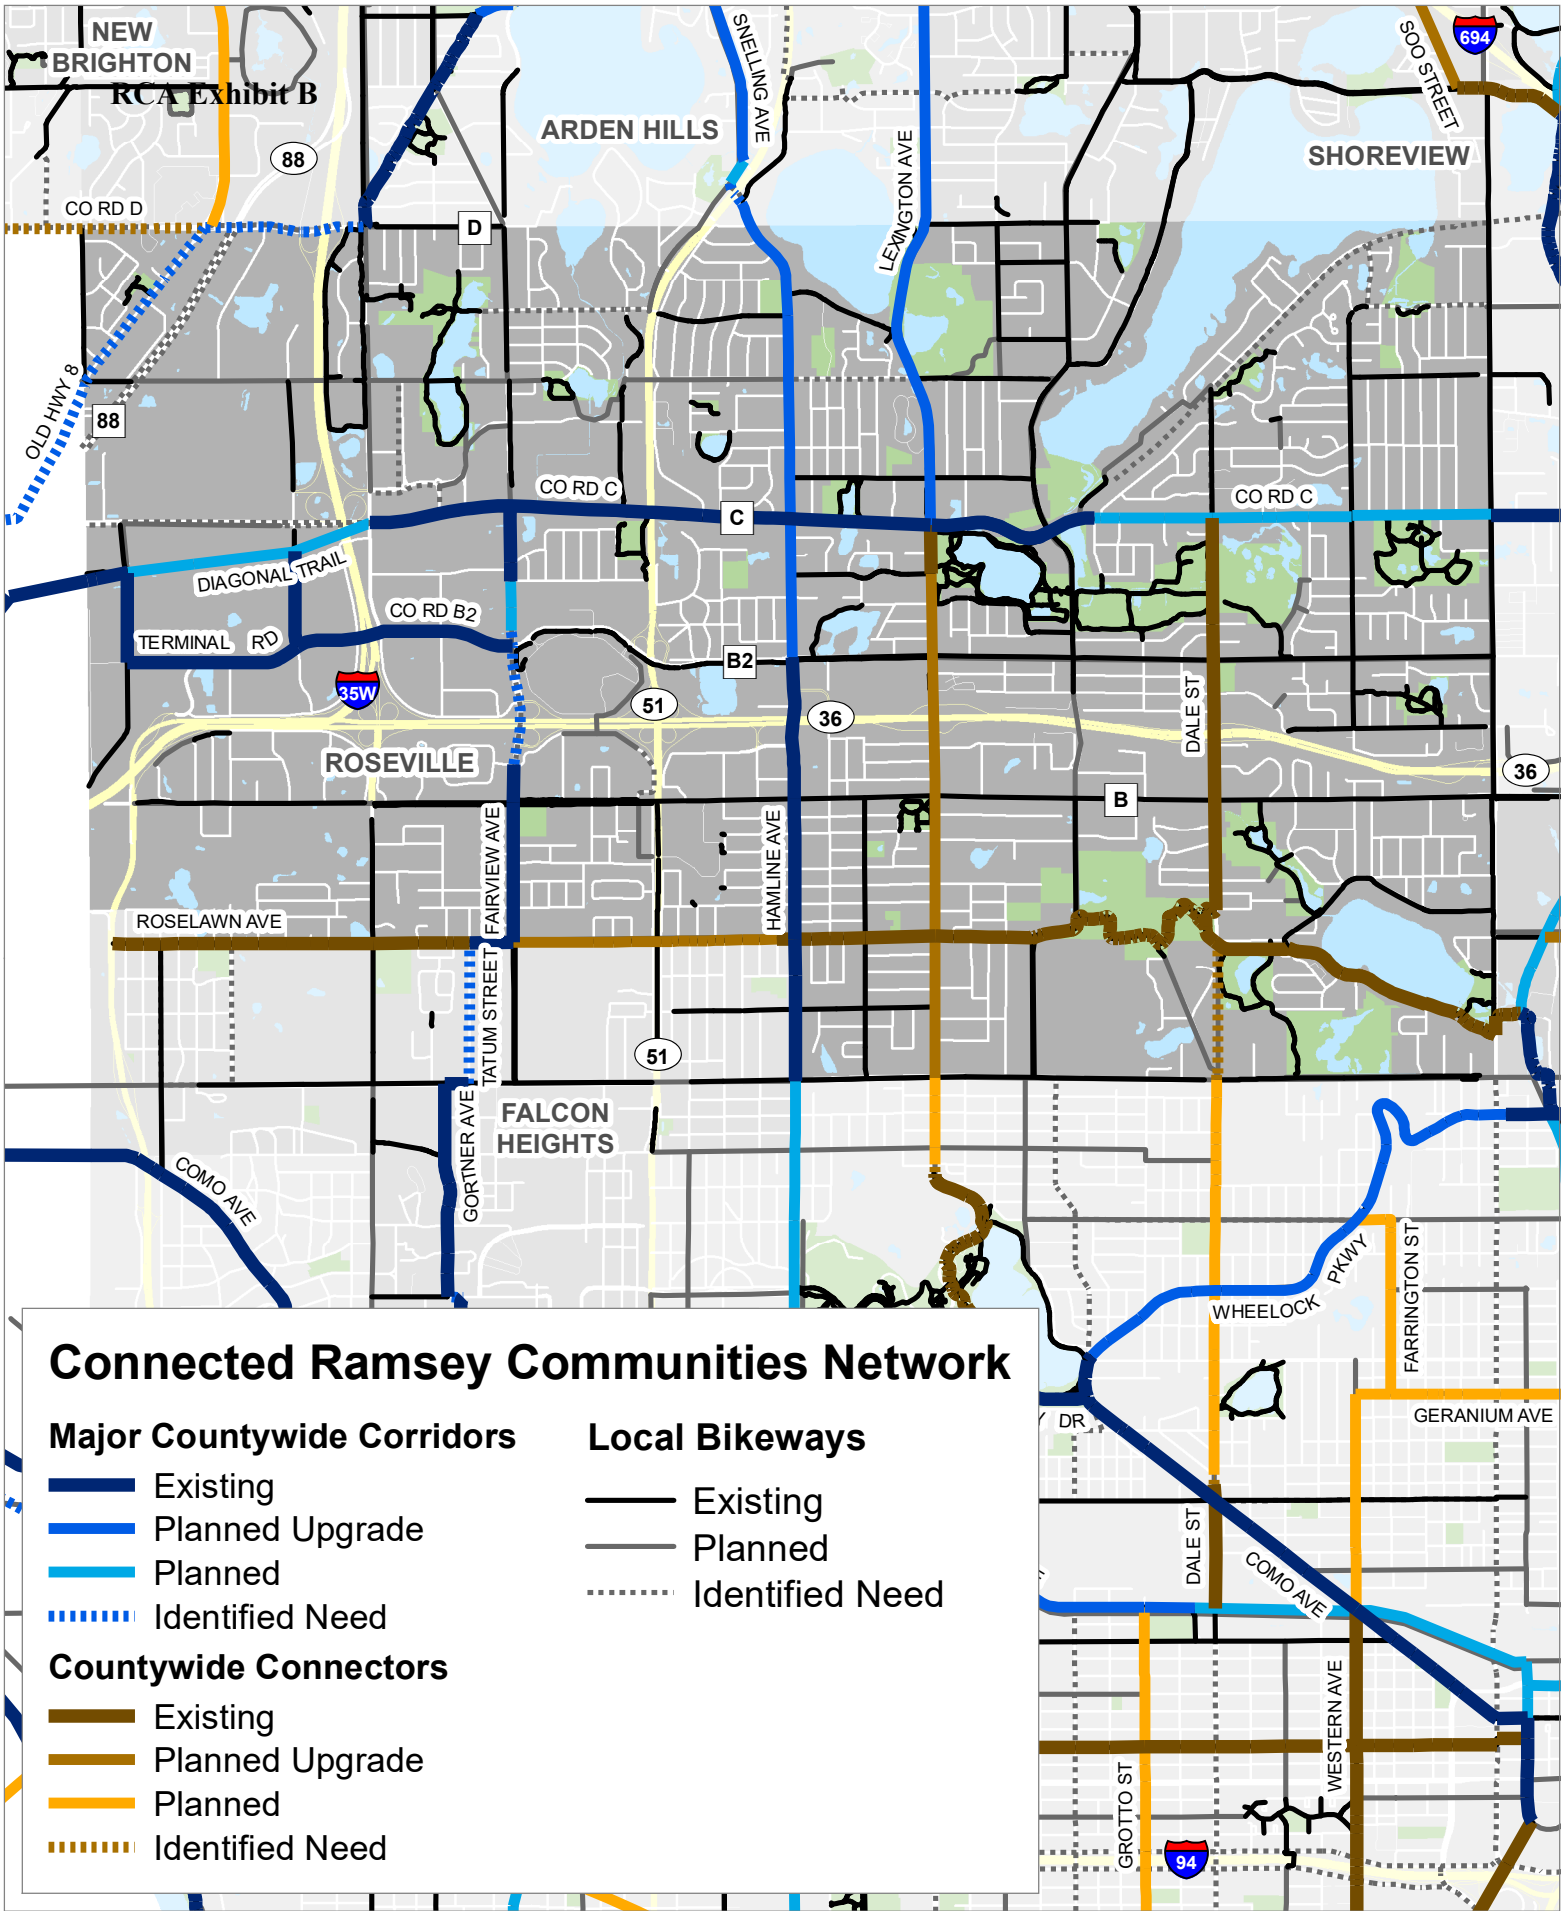 NEW
BRIGHTON
RCA Exhibit B
88
CO RD D
D
ARDEN HILLS
SNELLING AVE
LEXINGTON AVE
SOO STREET
694
SHOREVIEW
OLD HWY 8
88
CO RD C
C
CO RD C
DIAGONAL TRAIL
CO RD B2
TERMINAL RD
B2
35W
51
36
DALE ST
ROSEVILLE
36
B
FAIRVIEW AVE
HAMLINE AVE
ROSELAWN AVE
TATUM STREET
51
FALCON
HEIGHTS
GORTNER AVE
COMO AVE
WHEELOCK PKWY
FARRINGTON ST
GERANIUM AVE
Y DR
DALE ST
COMO AVE
WESTERN AVE
GROTTO ST
94
Connected Ramsey Communities Network
Major Countywide Corridors
Existing
Planned Upgrade
Planned
Identified Need
Countywide Connectors
Existing
Planned Upgrade
Planned
Identified Need
Local Bikeways
Existing
Planned
Identified Need